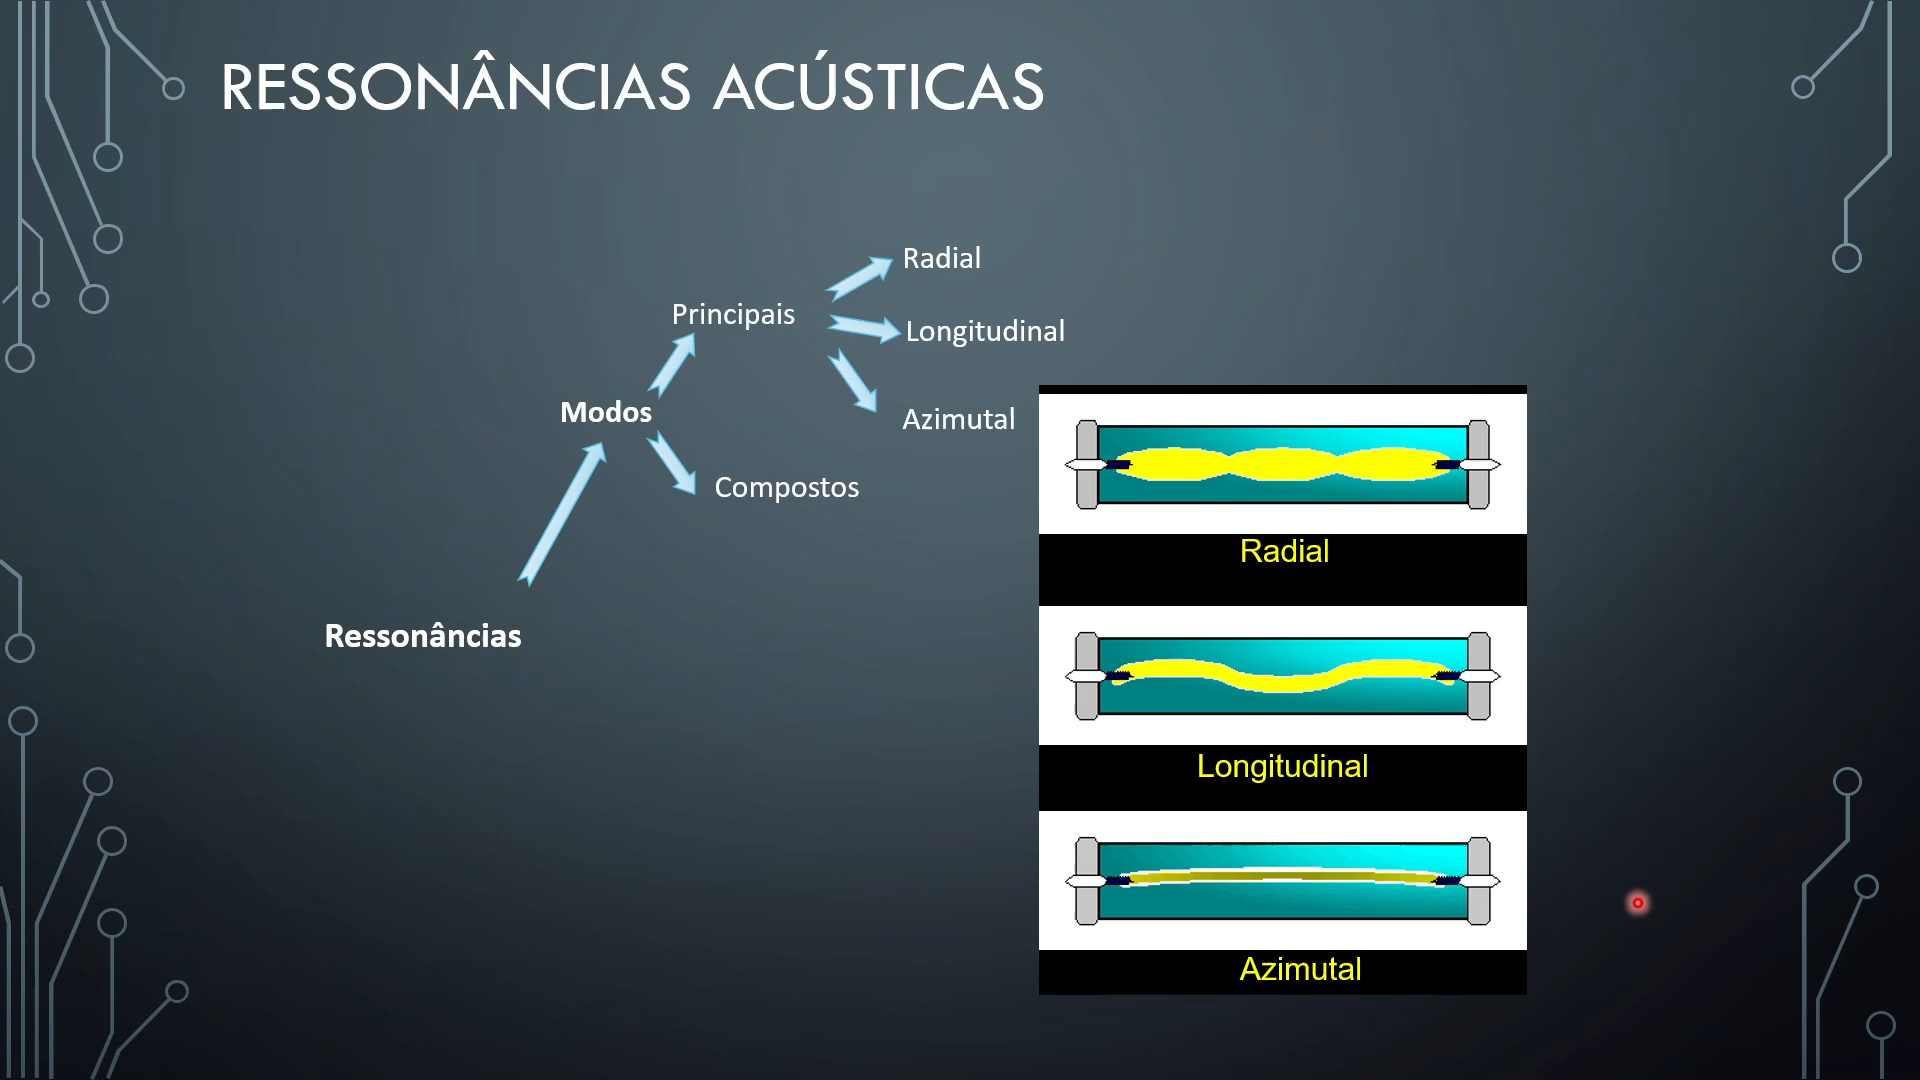 RESSONÂNCIAS ACÚSTICAS
Radial
Principais
Longitudinal
Modos
Azimutal
Compostos
Ressonâncias
Radial
Longitudinal
Azimutal